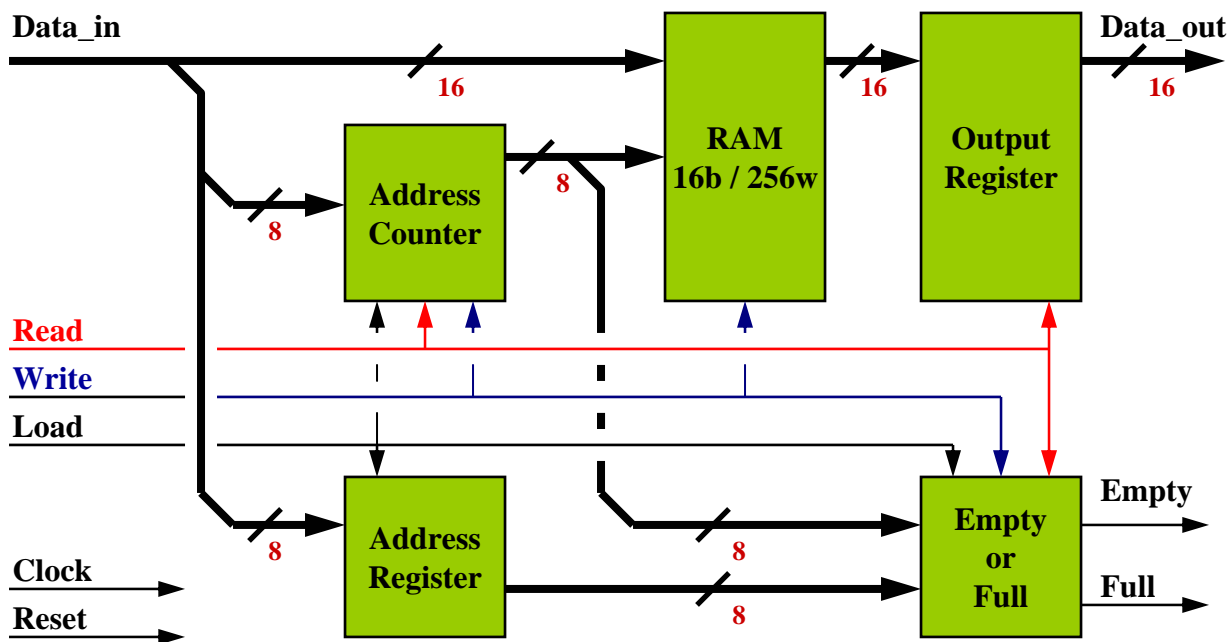 Data_in
Data_out
16
16
16
RAM
16b / 256w
Output
Register
8
Address
Counter
8
Read
Write
Load
Empty
8
Address
Register
8
Empty
or
Full
Clock
Full
8
Reset